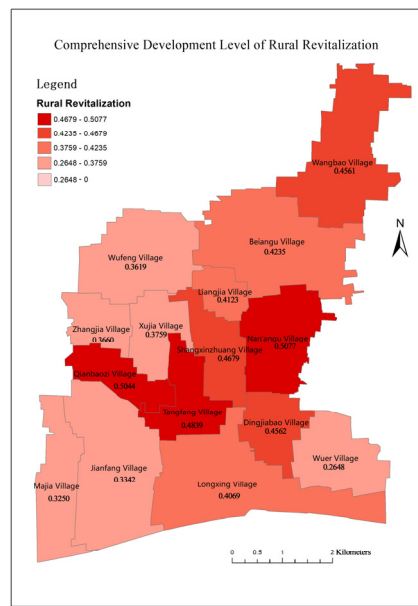 Comprehensive Development Level of Rural Revitalization
Legend
Rural Revitalization
0.4679 - 0.5077
0.4235 - 0.4679
0.3759 - 0.4235
0.2648 - 0.3759
0.2648 - 0
Wangbao Village
0.4561
Beiangu Village
0.4235
N
Wufeng Village
0.3619
Liangjia Village
0.4123
Zhangjia Village
0.3660
Xujia Village
0.3759
Shangxinzhuang Village
0.4679
Nan'angu Village
0.5077
Qianhaozi Village
0.5044
Tengfang Village
0.4839
Dingjiabao Village
0.4562
Wuer Village
0.2648
Jianfang Village
0.3342
Majia Village
0.3250
Longxing Village
0.4069
0 0.5 1 2 Kilometers